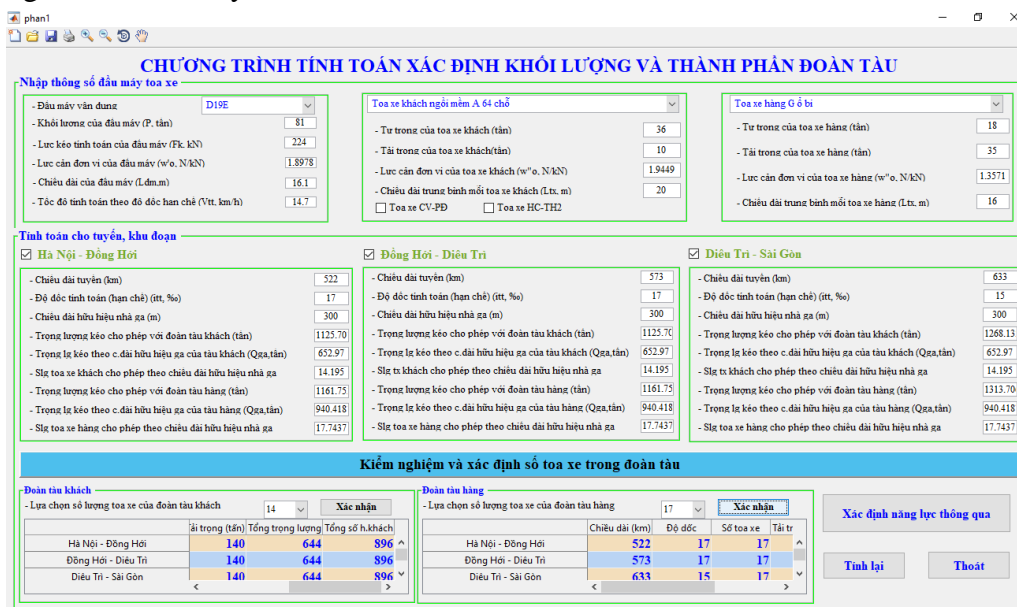 phan1
CHƯƠNG TRÌNH TÍNH TOÁN XÁC ĐỊNH KHỐI LƯỢNG VÀ THÀNH PHẦN ĐOÀN TÀU
Nhập thông số đầu máy toa xe
- Đầu máy vân dung D19E
- Khối lượng của đầu máy (P, tấn) 81
- Lưc kéo tính toán của đầu máy (Fk, kN) 224
- Lưc cản đơn vi của đầu máy (w'o, N/kN) 1.8978
- Chiều dài của đầu máy (Ldm,m) 16.1
- Tốc đô tính toán theo đô dốc han chế (Vtt, km/h) 14.7
Toa xe khách ngồi mềm A 64 chỗ
- Tư trong của toa xe khách (tấn) 36
- Tải trong của toa xe khách(tấn) 10
- Lưc cản đơn vi của toa xe khách (w"o, N/kN) 1.9449
- Chiều dài trung bình mỗi toa xe khách (Ltx, m) 20
Toa xe CV-PĐ Toa xe HC-TH2
Toa xe hàng G ổ bi
- Tư trong của toa xe hàng (tấn) 18
- Tải trong của toa xe hàng (tấn) 35
- Lưc cản đơn vi của toa xe hàng (w"o, N/kN) 1.3571
- Chiều dài trung bình mỗi toa xe hàng (Ltx, m) 16
Tính toán cho tuyến, khu đoạn
Hà Nội - Đồng Hới
- Chiều dài tuyến (km) 522
- Độ dốc tính toán (hạn chế) (itt, ‰) 17
- Chiều dài hữu hiệu nhà ga (m) 300
- Trọng lượng kéo cho phép với đoàn tàu khách (tấn) 1125.70
- Trọng lg kéo theo c.dài hữu hiệu ga của tàu khách (Qga,tấn) 652.97
- Slg toa xe khách cho phép theo chiều dài hữu hiệu nhà ga 14.195
- Trọng lượng kéo cho phép với đoàn tàu hàng (tấn) 1161.75
- Trọng lg kéo theo c.dài hữu hiệu ga của tàu hàng (Qga,tấn) 940.418
- Slg toa xe hàng cho phép theo chiều dài hữu hiệu nhà ga 17.7437
Đồng Hới - Diêu Trì
- Chiều dài tuyến (km) 573
- Độ dốc tính toán (hạn chế) (itt, ‰) 17
- Chiều dài hữu hiệu nhà ga (m) 300
- Trọng lượng kéo cho phép với đoàn tàu khách (tấn) 1125.70
- Trọng lg kéo theo c.dài hữu hiệu ga của tàu khách (Qga,tấn) 652.97
- Slg tx khách cho phép theo chiều dài hữu hiệu nhà ga 14.195
- Trọng lượng kéo cho phép với đoàn tàu hàng (tấn) 1161.75
- Trọng lg kéo theo c.dài hữu hiệu ga của tàu hàng (Qga,tấn) 940.418
- Slg toa xe hàng cho phép theo chiều dài hữu hiệu nhà ga 17.7437
Diêu Trì - Sài Gòn
- Chiều dài tuyến (km) 633
- Độ dốc tính toán (hạn chế) (itt, ‰) 15
- Chiều dài hữu hiệu nhà ga (m) 300
- Trọng lượng kéo cho phép với đoàn tàu khách (tấn) 1268.13
- Trọng lg kéo theo c.dài hữu hiệu ga của tàu khách (Qga,tấn) 652.97
- Slg tx khách cho phép theo chiều dài hữu hiệu nhà ga 14.195
- Trọng lượng kéo cho phép với đoàn tàu hàng (tấn) 1313.70
- Trọng lg kéo theo c.dài hữu hiệu ga của tàu hàng (Qga,tấn) 940.418
- Slg toa xe hàng cho phép theo chiều dài hữu hiệu nhà ga 17.7437
Kiểm nghiệm và xác định số toa xe trong đoàn tàu
Đoàn tàu khách
- Lựa chọn số lượng toa xe của đoàn tàu khách 14 Xác nhận
ải trọng (tấn) Tổng trọng lượng Tổng số h.khách
Hà Nội - Đồng Hới 140 644 896
Đồng Hới - Diêu Trì 140 644 896
Diêu Trì - Sài Gòn 140 644 896
Đoàn tàu hàng
- Lựa chọn số lượng toa xe của đoàn tàu hàng 17 Xác nhận
Chiều dài (km) Độ dốc Số toa xe Tải tr
Hà Nội - Đồng Hới 522 17 17
Đồng Hới - Diêu Trì 573 17 17
Diêu Trì - Sài Gòn 633 15 17
Xác định năng lực thông qua
Tính lại Thoát